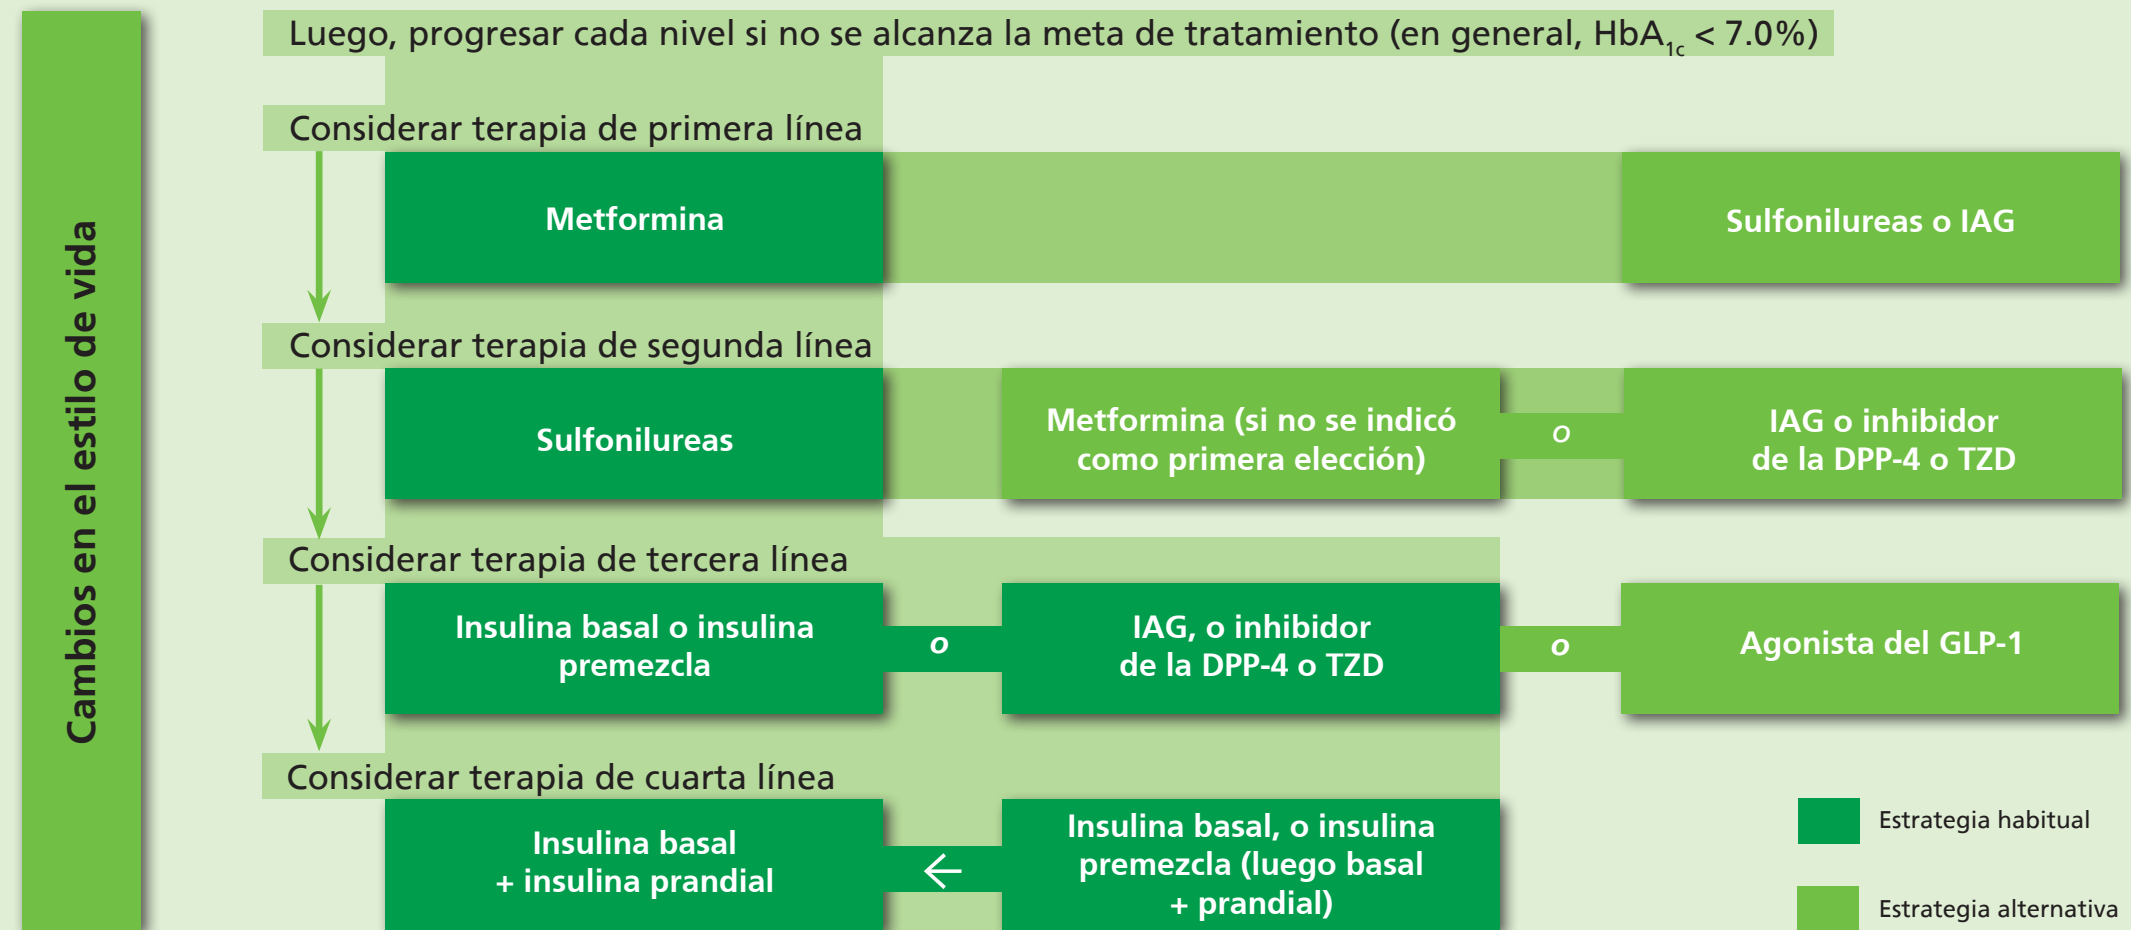 Cambios en el estilo de vida
Luego, progresar cada nivel si no se alcanza la meta de tratamiento (en general, HbA1c < 7.0%)
Considerar terapia de primera línea
Metformina
Sulfonilureas o IAG
Considerar terapia de segunda línea
Sulfonilureas
Metformina (si no se indicó
como primera elección)
o
IAG o inhibidor
de la DPP-4 o TZD
Considerar terapia de tercera línea
Insulina basal o insulina
premezcla
o
IAG, o inhibidor
de la DPP-4 o TZD
o
Agonista del GLP-1
Considerar terapia de cuarta línea
Insulina basal
+ insulina prandial
Insulina basal, o insulina
premezcla (luego basal
+ prandial)
Estrategia habitual
Estrategia alternativa